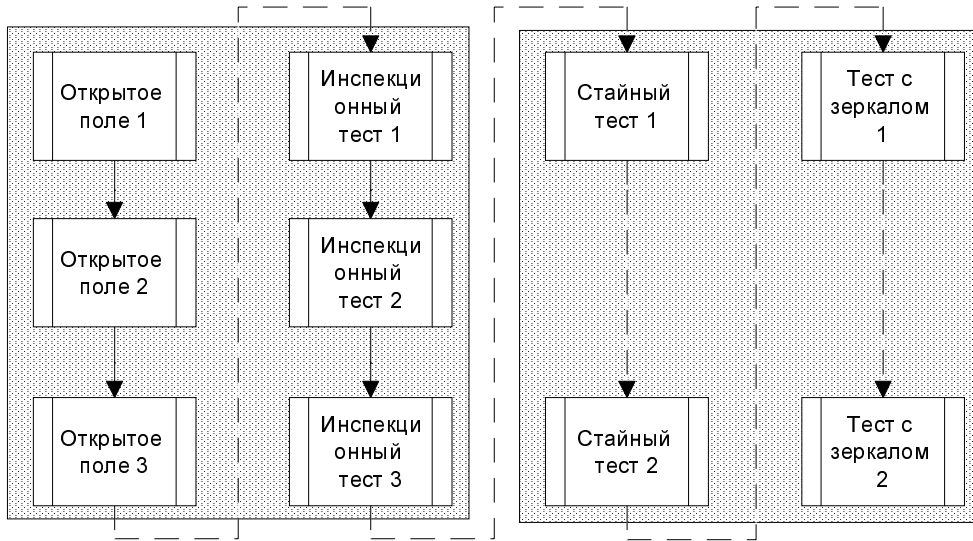 Открытое
поле 1
Открытое
поле 2
Открытое
поле 3
Инспекци
онный
тест 1
Инспекци
онный
тест 2
Инспекци
онный
тест 3
Стайный
тест 1
Стайный
тест 2
Тест с
зеркалом
1
Тест с
зеркалом
2